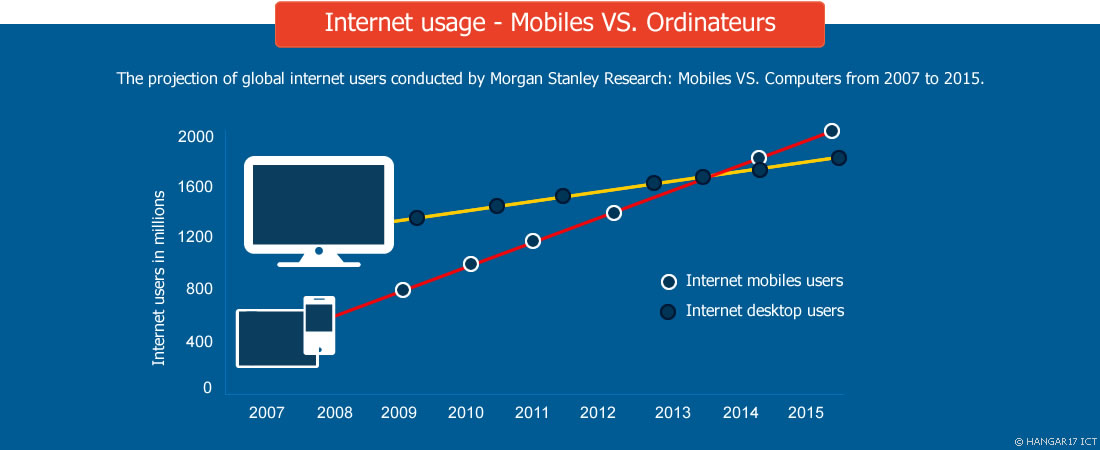 Internet usage - Mobiles VS. Ordinateurs
The projection of global internet users conducted by Morgan Stanley Research: Mobiles VS. Computers from 2007 to 2015.
Internet users in millions
2000
1600
1200
800
400
0
Internet mobiles users
Internet desktop users
2007 2008 2009 2010 2011 2012 2013 2014 2015
© HANGAR17 ICT